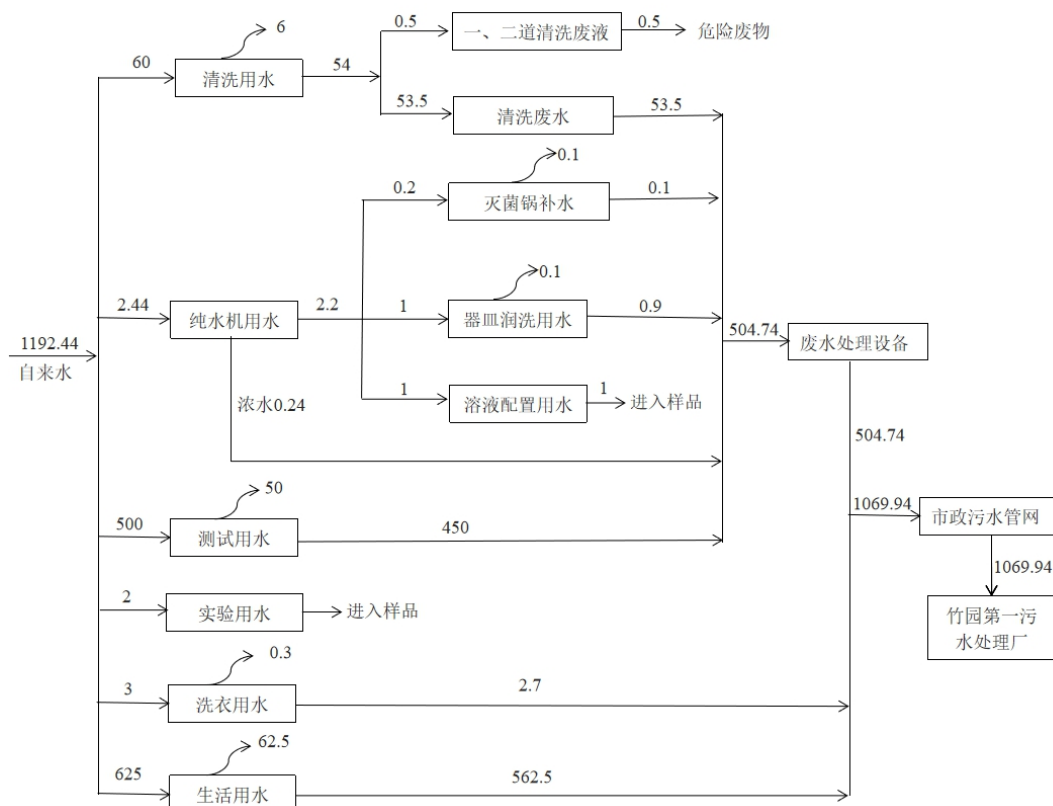 6
60
清洗用水
54
0.5
一、二道清洗废液
0.5
危险废物
53.5
清洗废水
53.5
0.1
0.2
灭菌锅补水
0.1
0.1
2.44
纯水机用水
2.2
1
器皿润洗用水
0.9
1192.44
自来水
504.74
废水处理设备
浓水0.24
1
溶液配置用水
1
进入样品
504.74
50
500
测试用水
450
1069.94
市政污水管网
1069.94
2
实验用水
进入样品
竹园第一污
水处理厂
0.3
3
洗衣用水
2.7
62.5
625
生活用水
562.5